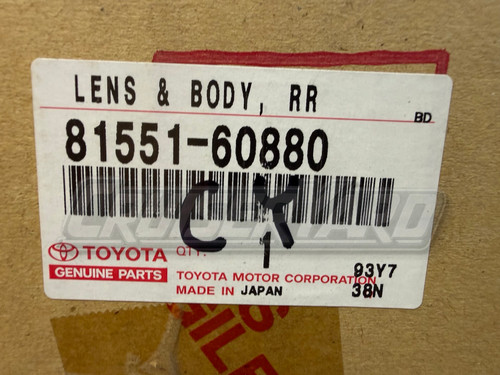 LENS & BODY, RR
BD
81551-60880
CRUISERYARD
C X
TOYOTA
QTY. 1
GENUINE PARTS
TOYOTA MOTOR CORPORATION 93Y7
MADE IN JAPAN 38N